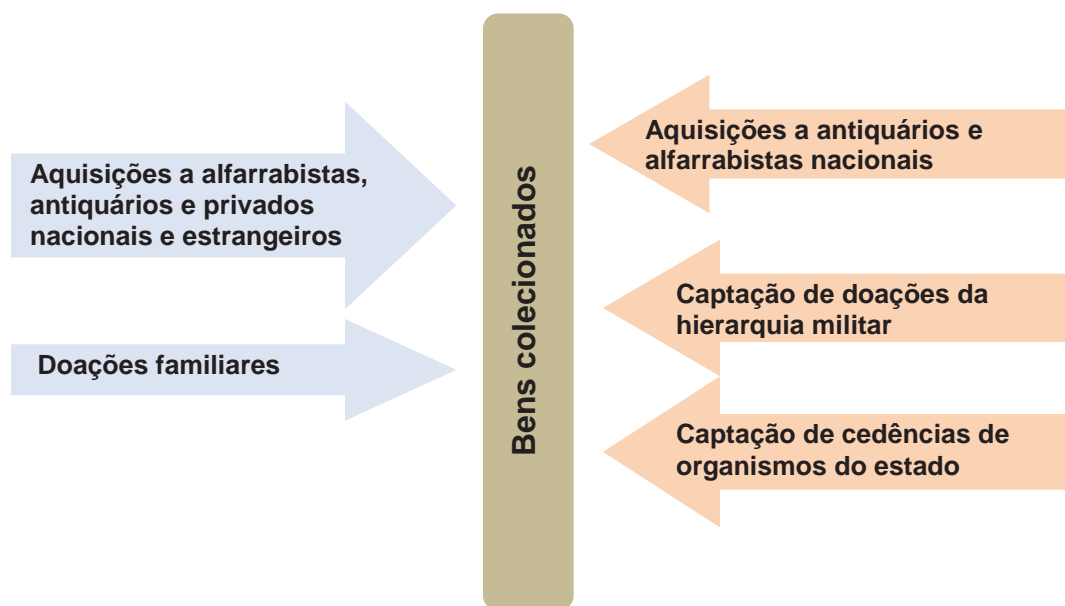 Aquisições a alfarrabistas,
antiquários e privados
nacionais e estrangeiros
Doações familiares
Bens colecionados
Aquisições a antiquários e
alfarrabistas nacionais
Captação de doações da
hierarquia militar
Captação de cedências de
organismos do estado